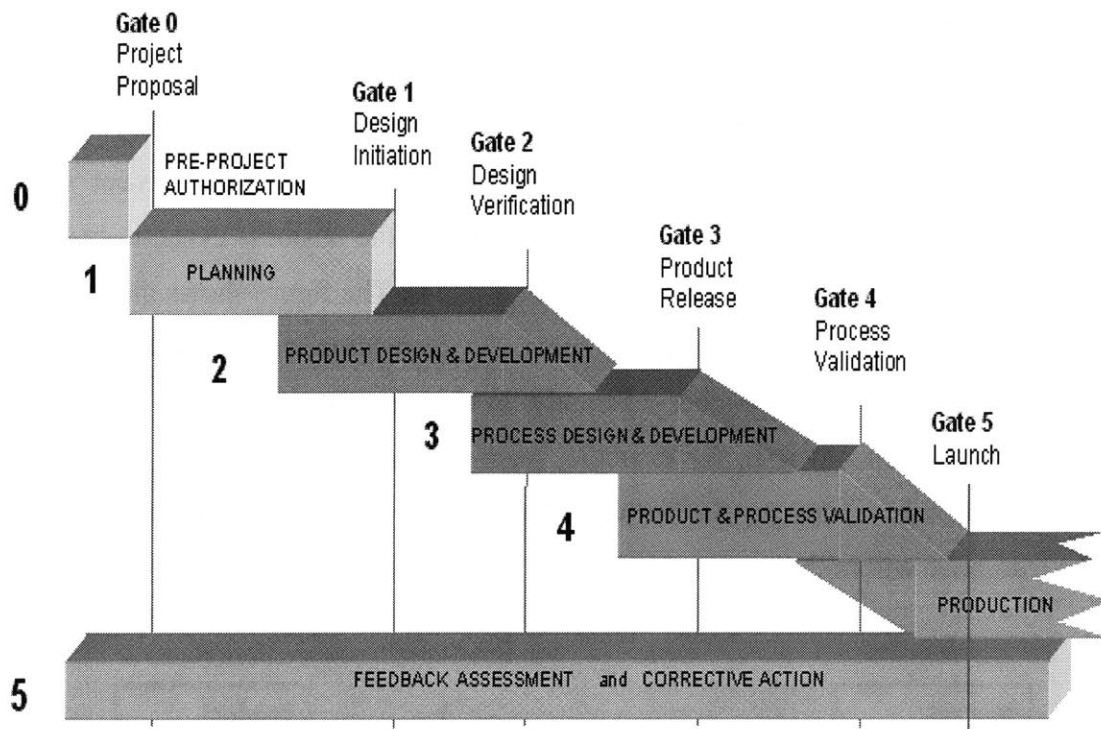 Gate 0
Project
Proposal
Gate 1
Design
Initiation
Gate 2
Design
Verification
Gate 3
Product
Release
Gate 4
Process
Validation
Gate 5
Launch
0
PRE-PROJECT
AUTHORIZATION
1
PLANNING
2
PRODUCT DESIGN & DEVELOPMENT
3
PROCESS DESIGN & DEVELOPMENT
4
PRODUCT & PROCESS VALIDATION
PRODUCTION
5
FEEDBACK ASSESSMENT and CORRECTIVE ACTION